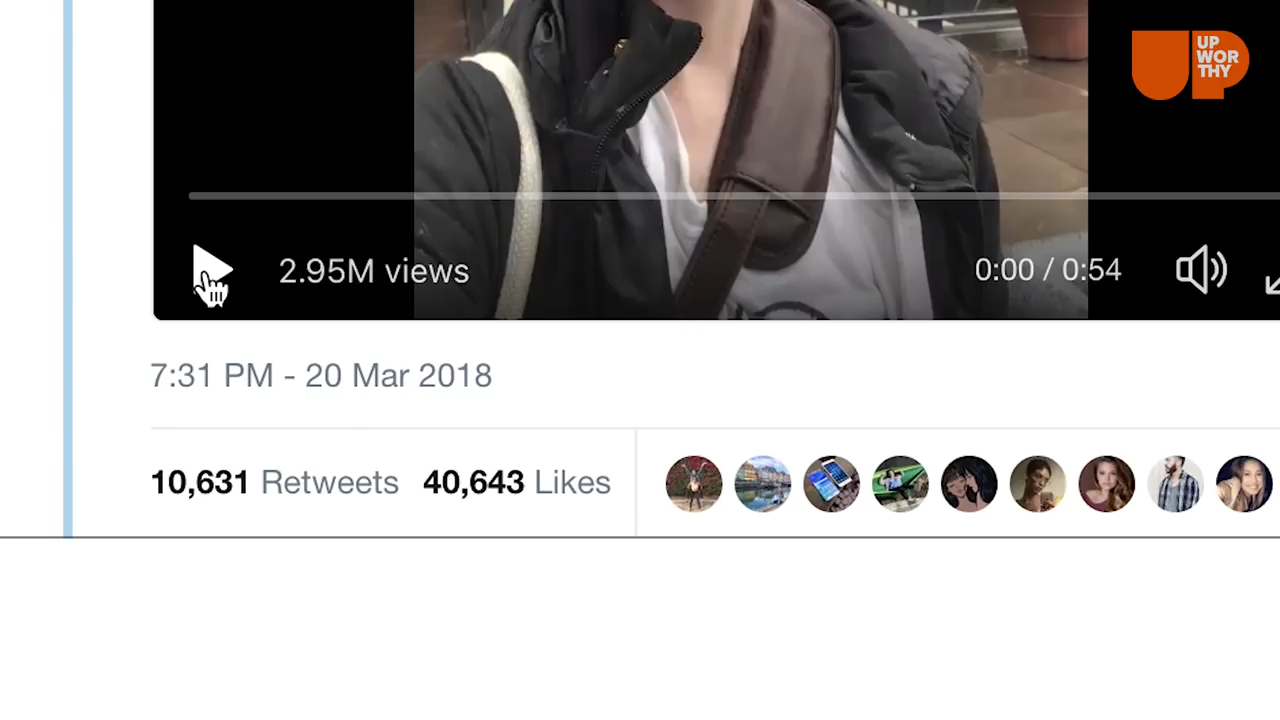 UP
WOR
THY
2.95M views
0:00 / 0:54
7:31 PM - 20 Mar 2018
10,631 Retweets 40,643 Likes